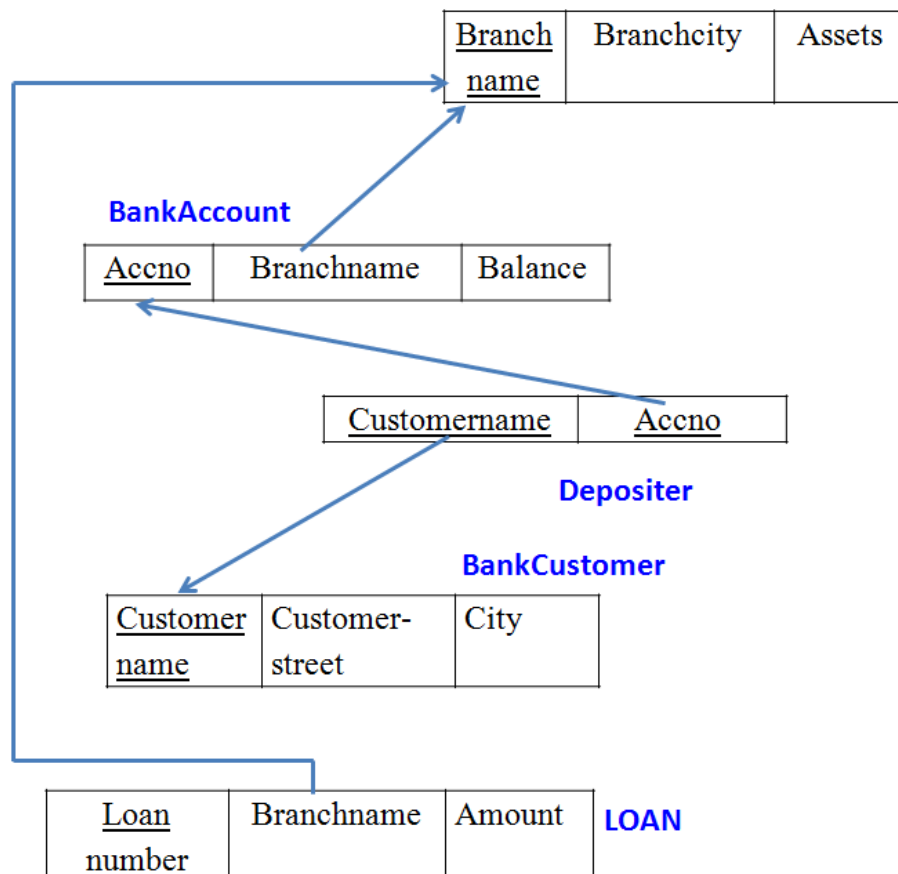 Branch name Branchcity Assets
BankAccount
Accno Branchname Balance
Customername Accno
Depositer
BankCustomer
Customer name Customer-street City
Loan number Branchname Amount LOAN